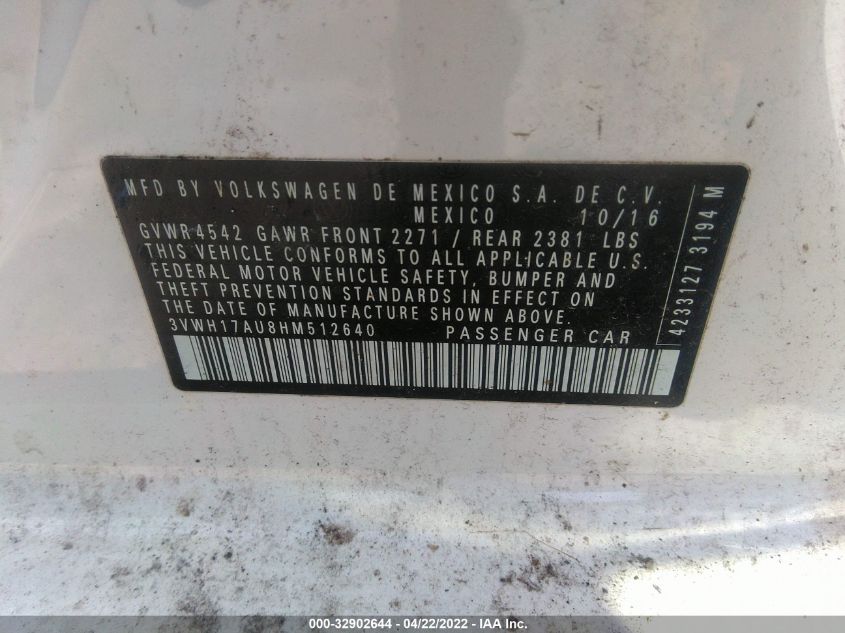 MFD BY VOLKSWAGEN DE MEXICO S.A. DE C.V.
MEXICO 10/16
GVWR 4542 GAWR FRONT 2271 / REAR 2381 LBS
THIS VEHICLE CONFORMS TO ALL APPLICABLE U.S.
FEDERAL MOTOR VEHICLE SAFETY, BUMPER AND
THEFT PREVENTION STANDARDS IN EFFECT ON
THE DATE OF MANUFACTURE SHOWN ABOVE.
3VWH17AU8HM512640 PASSENGER CAR
4233127 3194 M
000-32902644 - 04/22/2022 - IAA Inc.